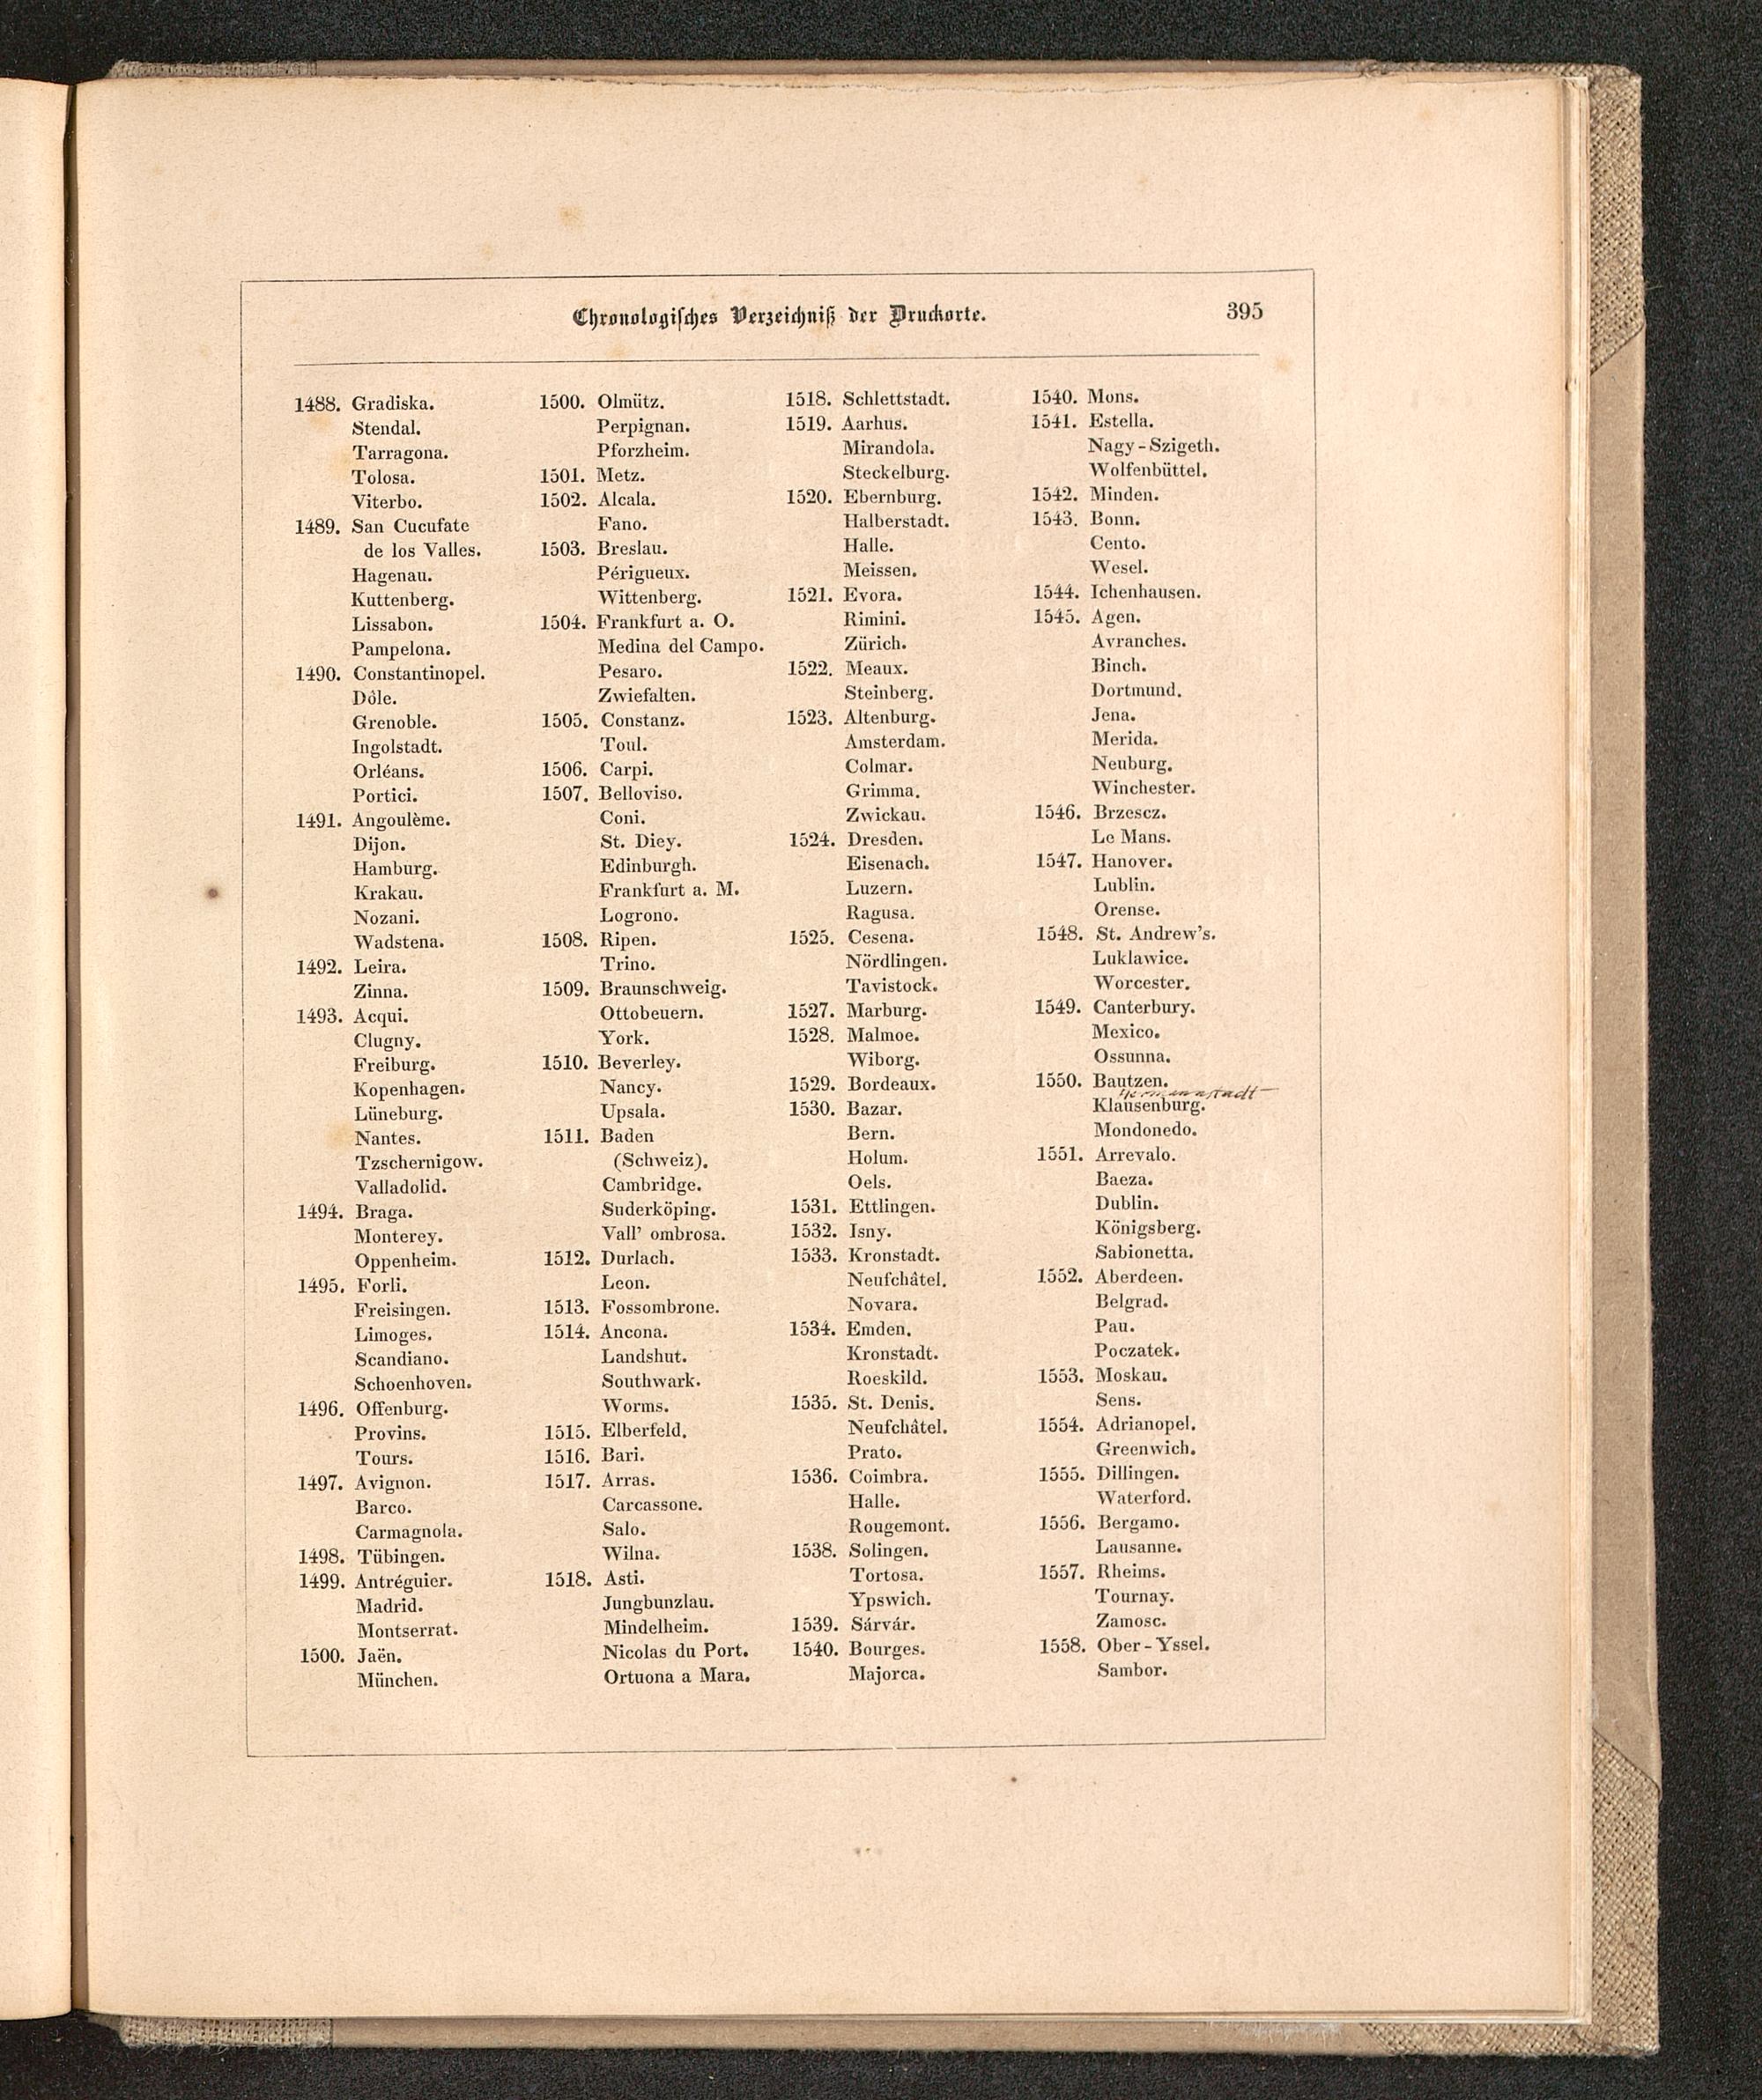 Chronologisches Verzeichniß der Druckorte.
395
1488. Gradiska.
Stendal.
Tarragona.
Tolosa.
Viterbo.
1489. San Cucufate
de los Valles.
Hagenau.
Kuttenberg.
Lissabon.
Pampelona.
1490. Constantinopel.
Dôle.
Grenoble.
Ingolstadt.
Orléans.
Portici.
1491. Angoulème.
Dijon.
Hamburg.
Krakau.
Nozani.
Wadstena.
1492. Leira.
Zinna.
1493. Acqui.
Clugny.
Freiburg.
Kopenhagen.
Lüneburg.
Nantes.
Tzschernigow.
Valladolid.
1494. Braga.
Monterey.
Oppenheim.
1495. Forli.
Freisingen.
Limoges.
Scandiano.
Schoenhoven.
1496. Offenburg.
Provins.
Tours.
1497. Avignon.
Barco.
Carmagnola.
1498. Tübingen.
1499. Antréguier.
Madrid.
Montserrat.
1500. Jaën.
München.
1500. Olmütz.
Perpignan.
Pforzheim.
1501. Metz.
1502. Alcala.
Fano.
1503. Breslau.
Périgueux.
Wittenberg.
1504. Frankfurt a. O.
Medina del Campo.
Pesaro.
Zwiefalten.
1505. Constanz.
Toul.
1506. Carpi.
1507. Belloviso.
Coni.
St. Diey.
Edinburgh.
Frankfurt a. M.
Logrono.
1508. Ripen.
Trino.
1509. Braunschweig.
Ottobeuern.
York.
1510. Beverley.
Nancy.
Upsala.
1511. Baden
(Schweiz).
Cambridge.
Suderköping.
Vall' ombrosa.
1512. Durlach.
Leon.
1513. Fossombrone.
1514. Ancona.
Landshut.
Southwark.
Worms.
1515. Elberfeld.
1516. Bari.
1517. Arras.
Carcassone.
Salo.
Wilna.
1518. Asti.
Jungbunzlau.
Mindelheim.
Nicolas du Port.
Ortuona a Mara.
1518. Schlettstadt.
1519. Aarhus.
Mirandola.
Steckelburg.
1520. Ebernburg.
Halberstadt.
Halle.
Meissen.
1521. Evora.
Rimini.
Zürich.
1522. Meaux.
Steinberg.
1523. Altenburg.
Amsterdam.
Colmar.
Grimma.
Zwickau.
1524. Dresden.
Eisenach.
Luzern.
Ragusa.
1525. Cesena.
Nördlingen.
Tavistock.
1527. Marburg.
1528. Malmoe.
Wiborg.
1529. Bordeaux.
1530. Bazar.
Bern.
Holum.
Oels.
1531. Ettlingen.
1532. Isny.
1533. Kronstadt.
Neufchâtel.
Novara.
1534. Emden.
Kronstadt.
Roeskild.
1535. St. Denis.
Neufchâtel.
Prato.
1536. Coimbra.
Halle.
Rougemont.
1538. Solingen.
Tortosa.
Ypswich.
1539. Sárvár.
1540. Bourges.
Majorca.
1540. Mons.
1541. Estella.
Nagy-Szigeth.
Wolfenbüttel.
1542. Minden.
1543. Bonn.
Cento.
Wesel.
1544. Ichenhausen.
1545. Agen.
Avranches.
Binch.
Dortmund.
Jena.
Merida.
Neuburg.
Winchester.
1546. Brzescz.
Le Mans.
1547. Hanover.
Lublin.
Orense.
1548. St. Andrew's.
Luklawice.
Worcester.
1549. Canterbury.
Mexico.
Ossunna.
1550. Bautzen.
Hermannstadt
Klausenburg.
Mondonedo.
1551. Arrevalo.
Baeza.
Dublin.
Königsberg.
Sabionetta.
1552. Aberdeen.
Belgrad.
Pau.
Poczatek.
1553. Moskau.
Sens.
1554. Adrianopel.
Greenwich.
1555. Dillingen.
Waterford.
1556. Bergamo.
Lausanne.
1557. Rheims.
Tournay.
Zamosc.
1558. Ober-Yssel.
Sambor.